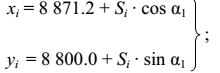 xᵢ = 8 871.2 + Sᵢ · cos α₁
yᵢ = 8 800.0 + Sᵢ · sin α₁ } ;